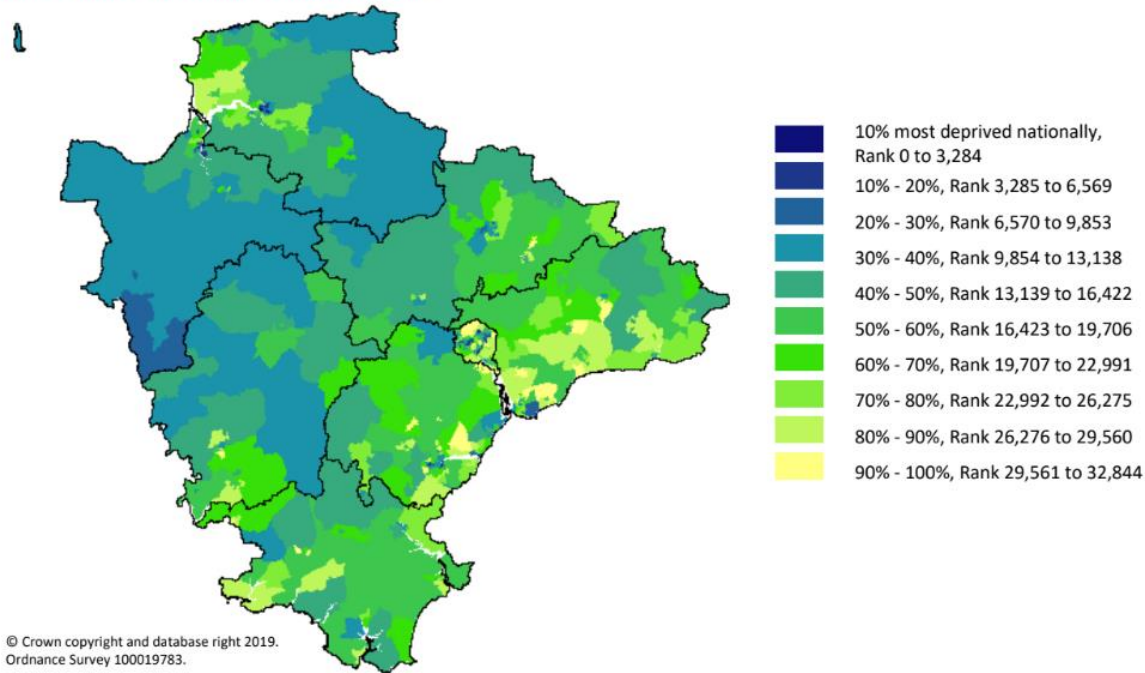 10% most deprived nationally,
Rank 0 to 3,284
10% - 20%, Rank 3,285 to 6,569
20% - 30%, Rank 6,570 to 9,853
30% - 40%, Rank 9,854 to 13,138
40% - 50%, Rank 13,139 to 16,422
50% - 60%, Rank 16,423 to 19,706
60% - 70%, Rank 19,707 to 22,991
70% - 80%, Rank 22,992 to 26,275
80% - 90%, Rank 26,276 to 29,560
90% - 100%, Rank 29,561 to 32,844
© Crown copyright and database right 2019.
Ordnance Survey 100019783.